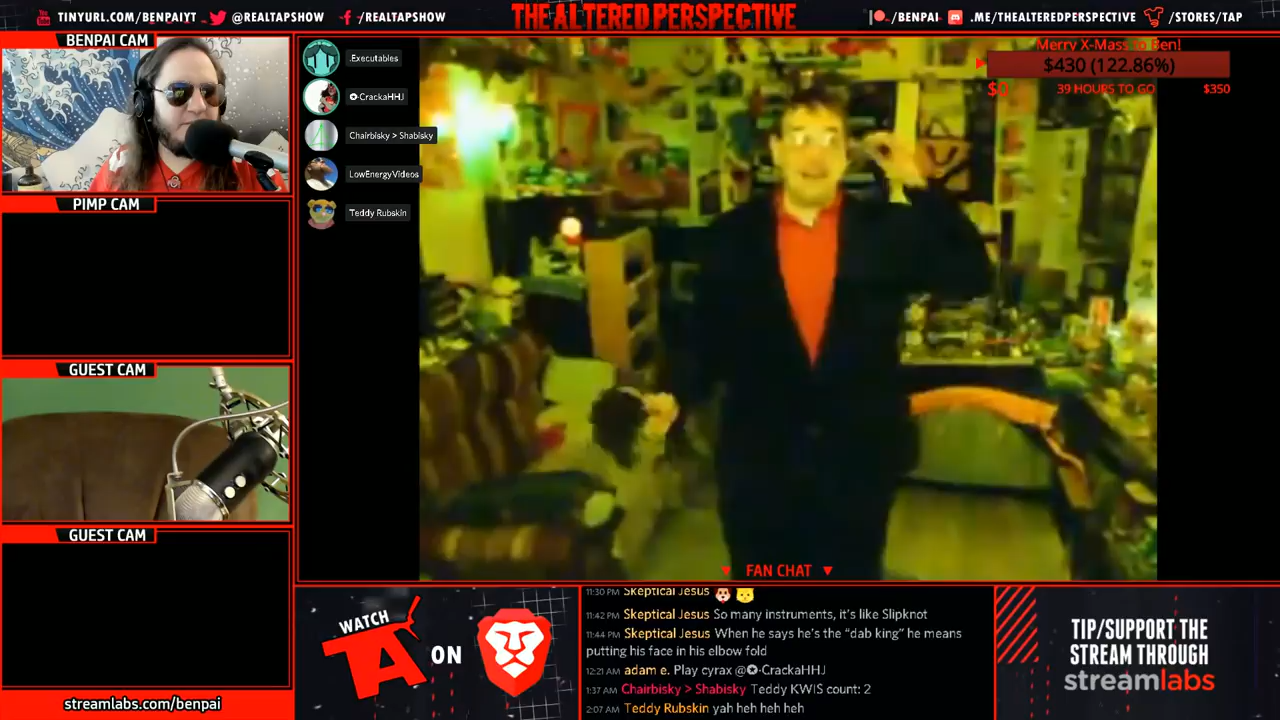 TINYURL.COM/BENPAIYT @REALTAPSHOW /REALTAPSHOW THE ALTERED PERSPECTIVE /BENPAI .ME/THEALTEREDPERSPECTIVE /STORES/TAP
BENPAI CAM
Merry X-Mass to Ben!
$430 (122.86%)
$0 39 HOURS TO GO $350
.Executables
✪·CrackaHHJ
Chairbisky > Shabisky
LowEnergyVideos
Teddy Rubskin
PIMP CAM
GUEST CAM
GUEST CAM
FAN CHAT
11:30 PM Skeptical Jesus
11:42 PM Skeptical Jesus So many instruments, it's like Slipknot
11:44 PM Skeptical Jesus When he says he's the "dab king" he means
putting his face in his elbow fold
12:21 AM adam e. Play cyrax @✪·CrackaHHJ
1:37 AM Chairbisky > Shabisky Teddy KWIS count: 2
2:07 AM Teddy Rubskin yah heh heh heh
WATCH
TA ON
TIP/SUPPORT THE
STREAM THROUGH
streamlabs
streamlabs.com/benpai